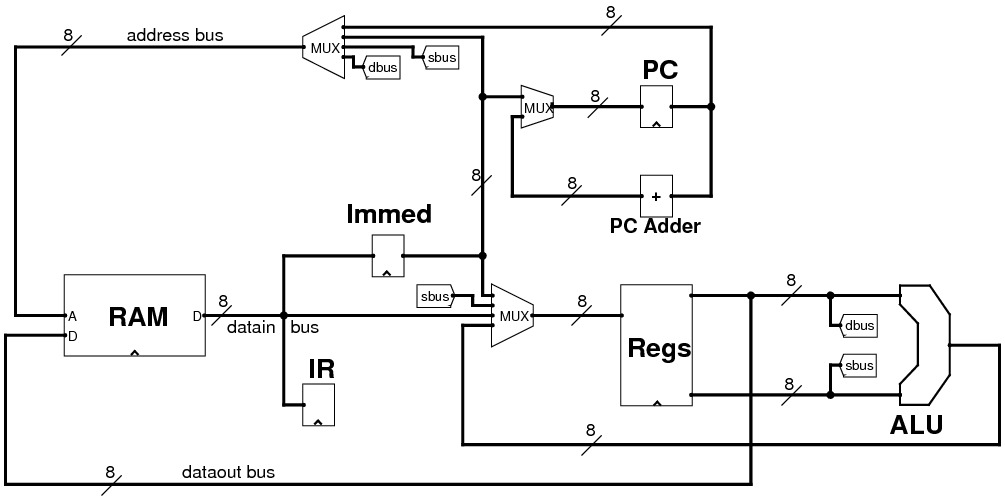 8
address bus
MUX
sbus
dbus
8
PC
MUX
8
8
8
+
PC Adder
Immed
RAM
A
D
D
8
datain bus
sbus
MUX
8
Regs
8
dbus
sbus
8
ALU
IR
8
8
dataout bus